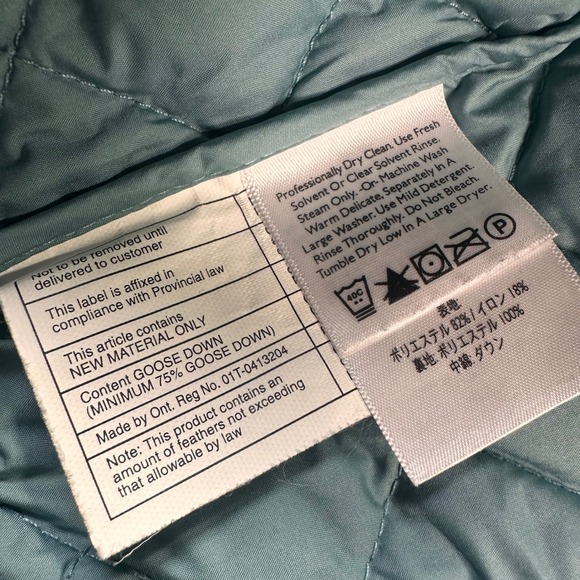 Not to be removed until
delivered to customer
This label is affixed in
compliance with Provincial law
This article contains
NEW MATERIAL ONLY
Content GOOSE DOWN
(MINIMUM 75% GOOSE DOWN)
Made by Ont. Reg No. 01T-0413204
Note: This product contains an
amount of feathers not exceeding
that allowable by law
Professionally Dry Clean. Use Fresh
Solvent Or Clear Solvent Rinse.
Steam Only. -Or- Machine Wash
Warm Delicate, Separately In A
Large Washer. Use Mild Detergent.
Rinse Thoroughly. Do Not Bleach.
Tumble Dry Low In A Large Dryer.
40C
P
表地
ポリエステル 82% ナイロン 18%
裏地 ポリエステル 100%
中綿 ダウン